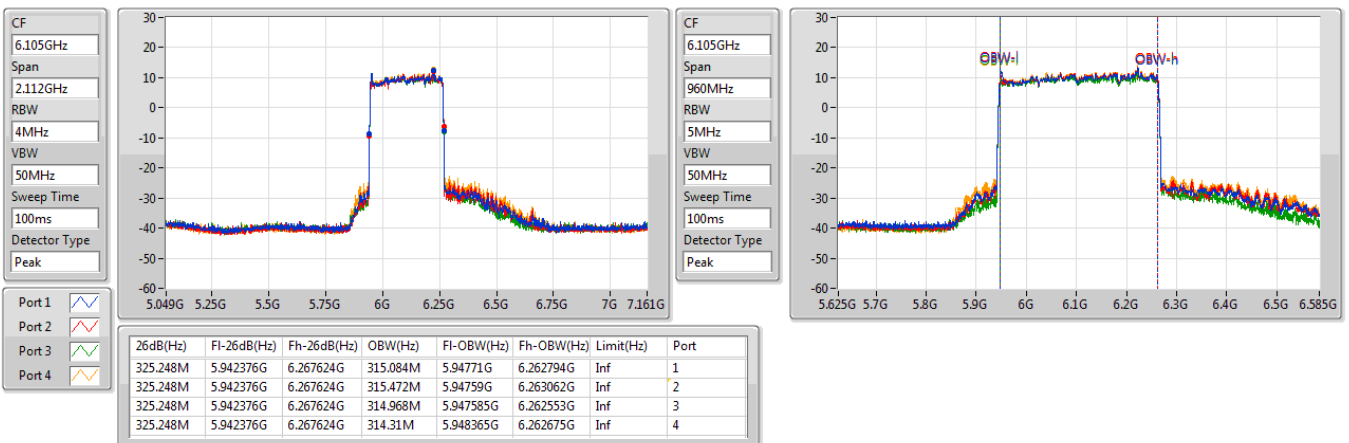 CF
6.105GHz
Span
2.112GHz
RBW
4MHz
VBW
50MHz
Sweep Time
100ms
Detector Type
Peak
30
20
10
0
-10
-20
-30
-40
-50
-60
5.049G 5.25G 5.5G 5.75G 6G 6.25G 6.5G 6.75G 7G 7.161G
CF
6.105GHz
Span
960MHz
RBW
5MHz
VBW
50MHz
Sweep Time
100ms
Detector Type
Peak
30
20
10
0
-10
-20
-30
-40
-50
-60
OBW-l OBW-h
5.625G 5.7G 5.8G 5.9G 6G 6.1G 6.2G 6.3G 6.4G 6.5G 6.585G
Port 1
Port 2
Port 3
Port 4
26dB(Hz) Fl-26dB(Hz) Fh-26dB(Hz) OBW(Hz) Fl-OBW(Hz) Fh-OBW(Hz) Limit(Hz) Port
325.248M 5.942376G 6.267624G 315.084M 5.94771G 6.262794G Inf 1
325.248M 5.942376G 6.267624G 315.472M 5.94759G 6.263062G Inf 2
325.248M 5.942376G 6.267624G 314.968M 5.947585G 6.262553G Inf 3
325.248M 5.942376G 6.267624G 314.31M 5.948365G 6.262675G Inf 4